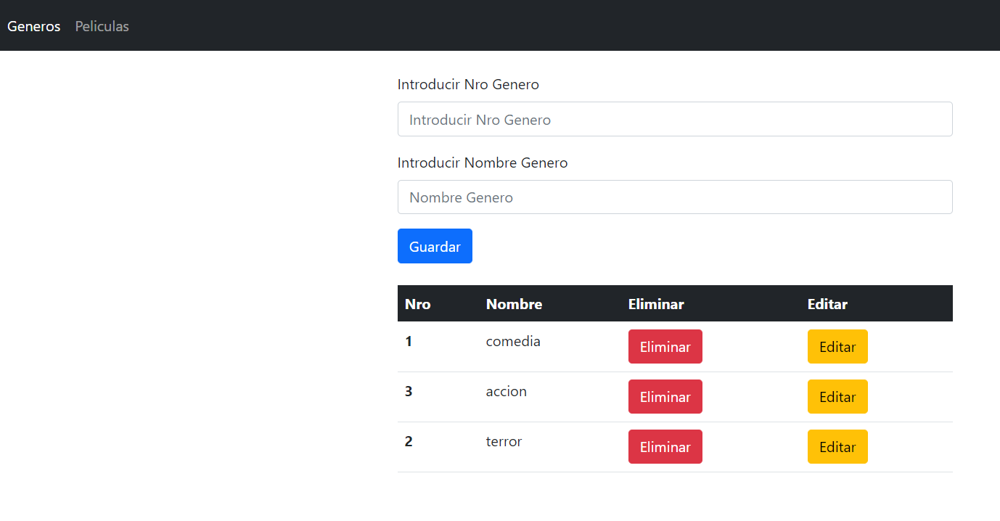 Generos Peliculas
Introducir Nro Genero
Introducir Nro Genero
Introducir Nombre Genero
Nombre Genero
Guardar
Nro Nombre Eliminar Editar
1 comedia Eliminar Editar
3 accion Eliminar Editar
2 terror Eliminar Editar